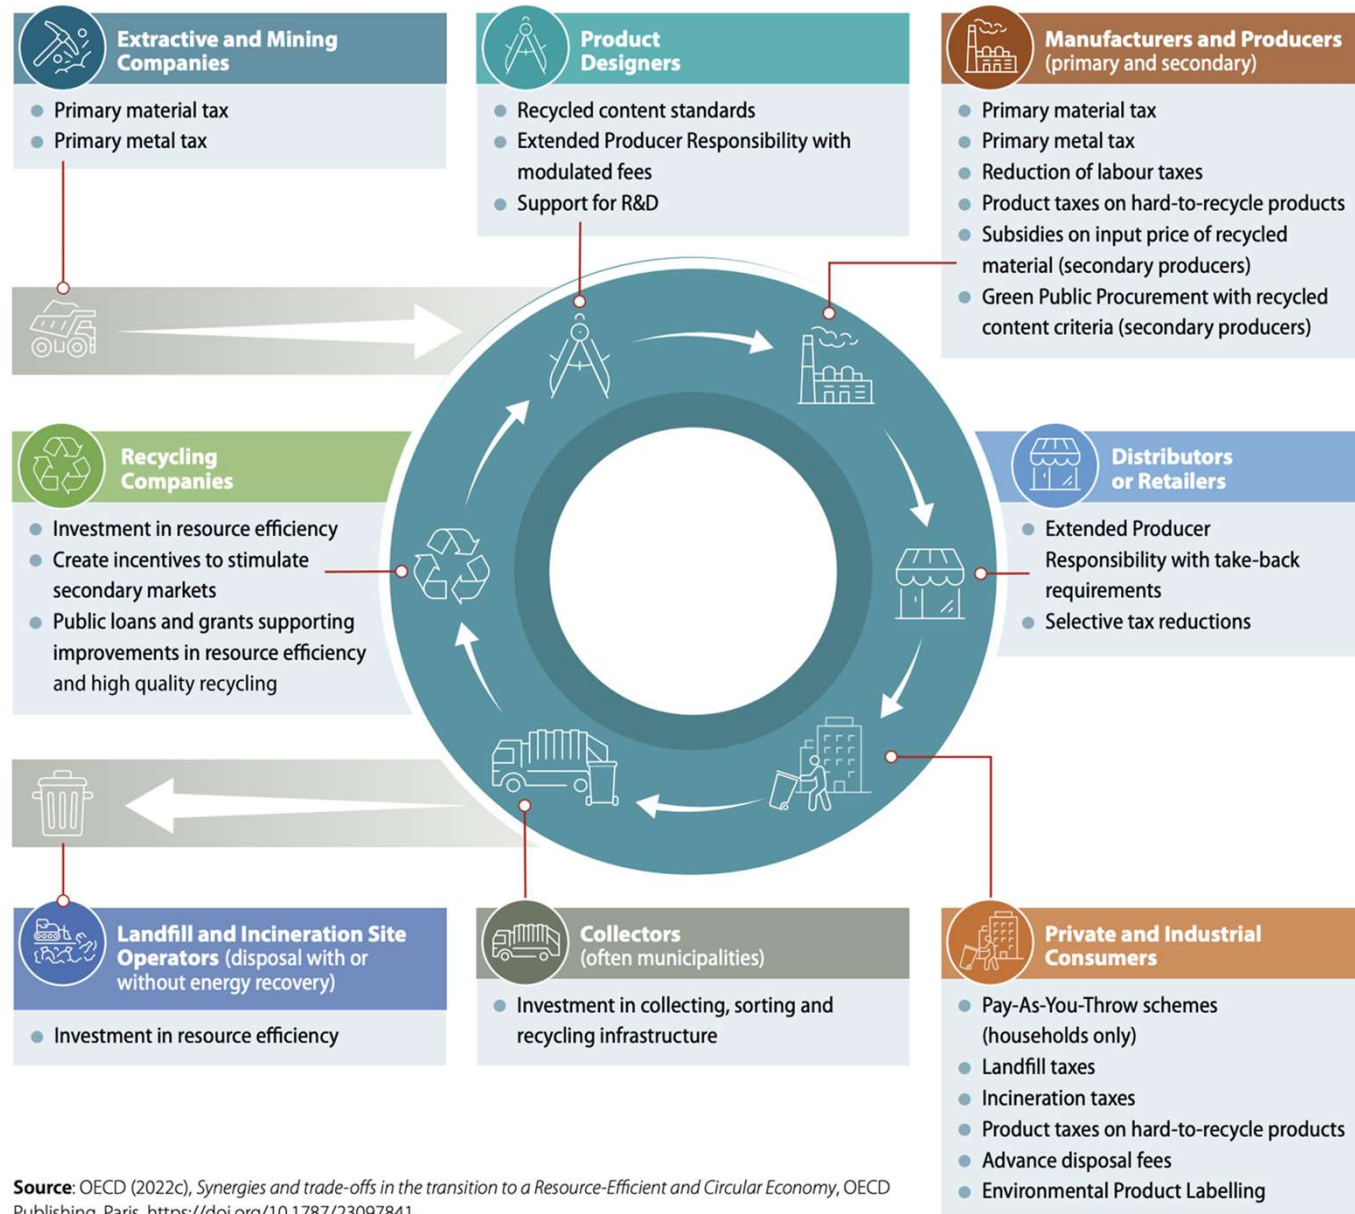 Extractive and Mining
Companies
Primary material tax
Primary metal tax
Product
Designers
Recycled content standards
Extended Producer Responsibility with
modulated fees
Support for R&D
Manufacturers and Producers
(primary and secondary)
Primary material tax
Primary metal tax
Reduction of labour taxes
Product taxes on hard-to-recycle products
Subsidies on input price of recycled
material (secondary producers)
Green Public Procurement with recycled
content criteria (secondary producers)
Recycling
Companies
Investment in resource efficiency
Create incentives to stimulate
secondary markets
Public loans and grants supporting
improvements in resource efficiency
and high quality recycling
Distributors
or Retailers
Extended Producer
Responsibility with take-back
requirements
Selective tax reductions
Landfill and Incineration Site
Operators (disposal with or
without energy recovery)
Investment in resource efficiency
Collectors
(often municipalities)
Investment in collecting, sorting and
recycling infrastructure
Private and Industrial
Consumers
Pay-As-You-Throw schemes
(households only)
Landfill taxes
Incineration taxes
Product taxes on hard-to-recycle products
Advance disposal fees
Environmental Product Labelling
Source: OECD (2022c), Synergies and trade-offs in the transition to a Resource-Efficient and Circular Economy, OECD
Publishing, Paris, https://doi.org/10.1787/23097841